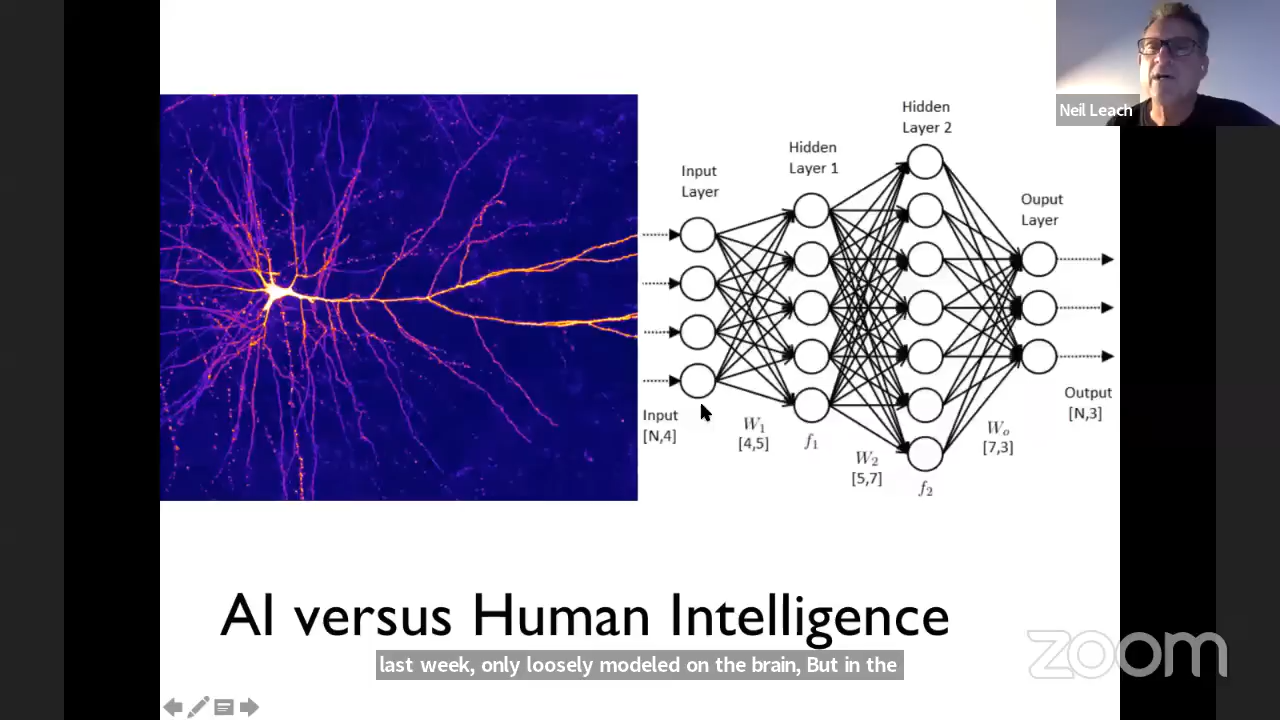 Neil Leach
Hidden
Layer 2
Hidden
Layer 1
Input
Layer
Ouput
Layer
Input
[N,4]
W₁
[4,5]
f₁
W₂
[5,7]
f₂
Wₒ
[7,3]
Output
[N,3]
AI versus Human Intelligence
last week, only loosely modeled on the brain, But in the
zoom